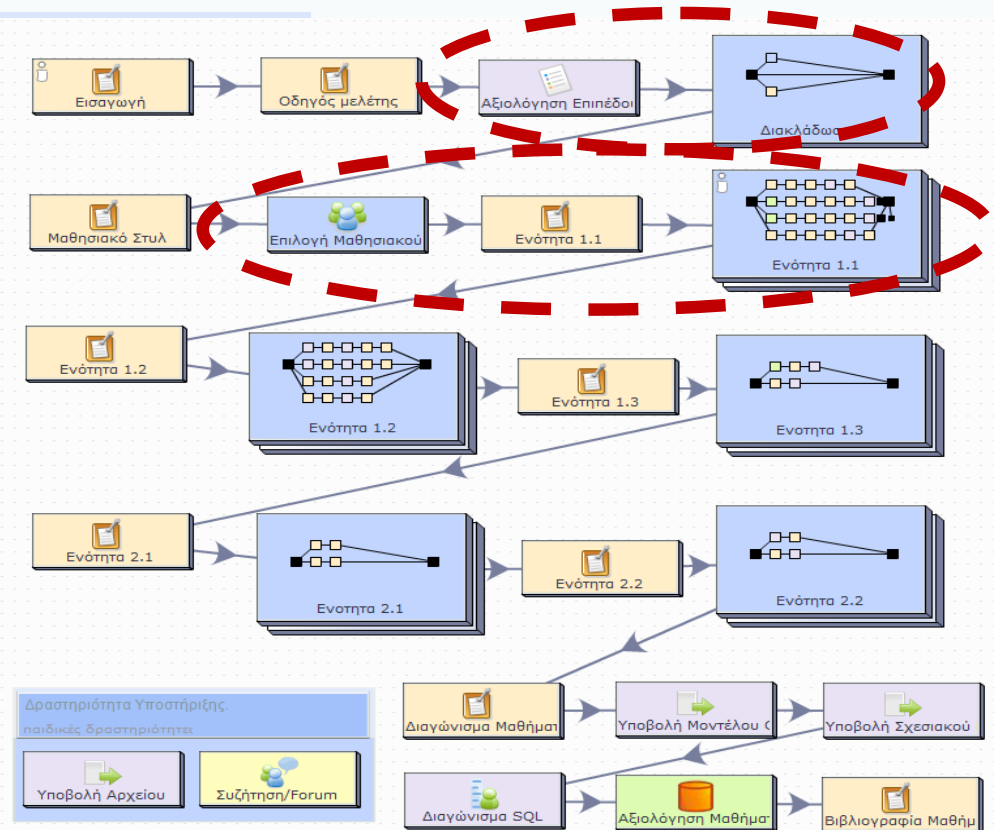 Εισαγωγή
Οδηγός μελέτης
Αξιολόγηση Επιπέδου
Διακλάδωσ
Μαθησιακό Στυλ
Επιλογή Μαθησιακού
Ενότητα 1.1
Ενότητα 1.1
Ενότητα 1.2
Ενότητα 1.2
Ενότητα 1.3
Ενοτητα 1.3
Ενότητα 2.1
Ενοτητα 2.1
Ενότητα 2.2
Ενότητα 2.2
Δραστηριότητα Υποστήριξης.
παιδικές δραστηριότητες
Υποβολή Αρχείου
Συζήτηση/Forum
Διαγώνισμα Μαθήματ
Υποβολή Μοντέλου
Υποβολή Σχεσιακού
Διαγώνισμα SQL
Αξιολόγηση Μαθήματ
Βιβλιογραφία Μαθήμ